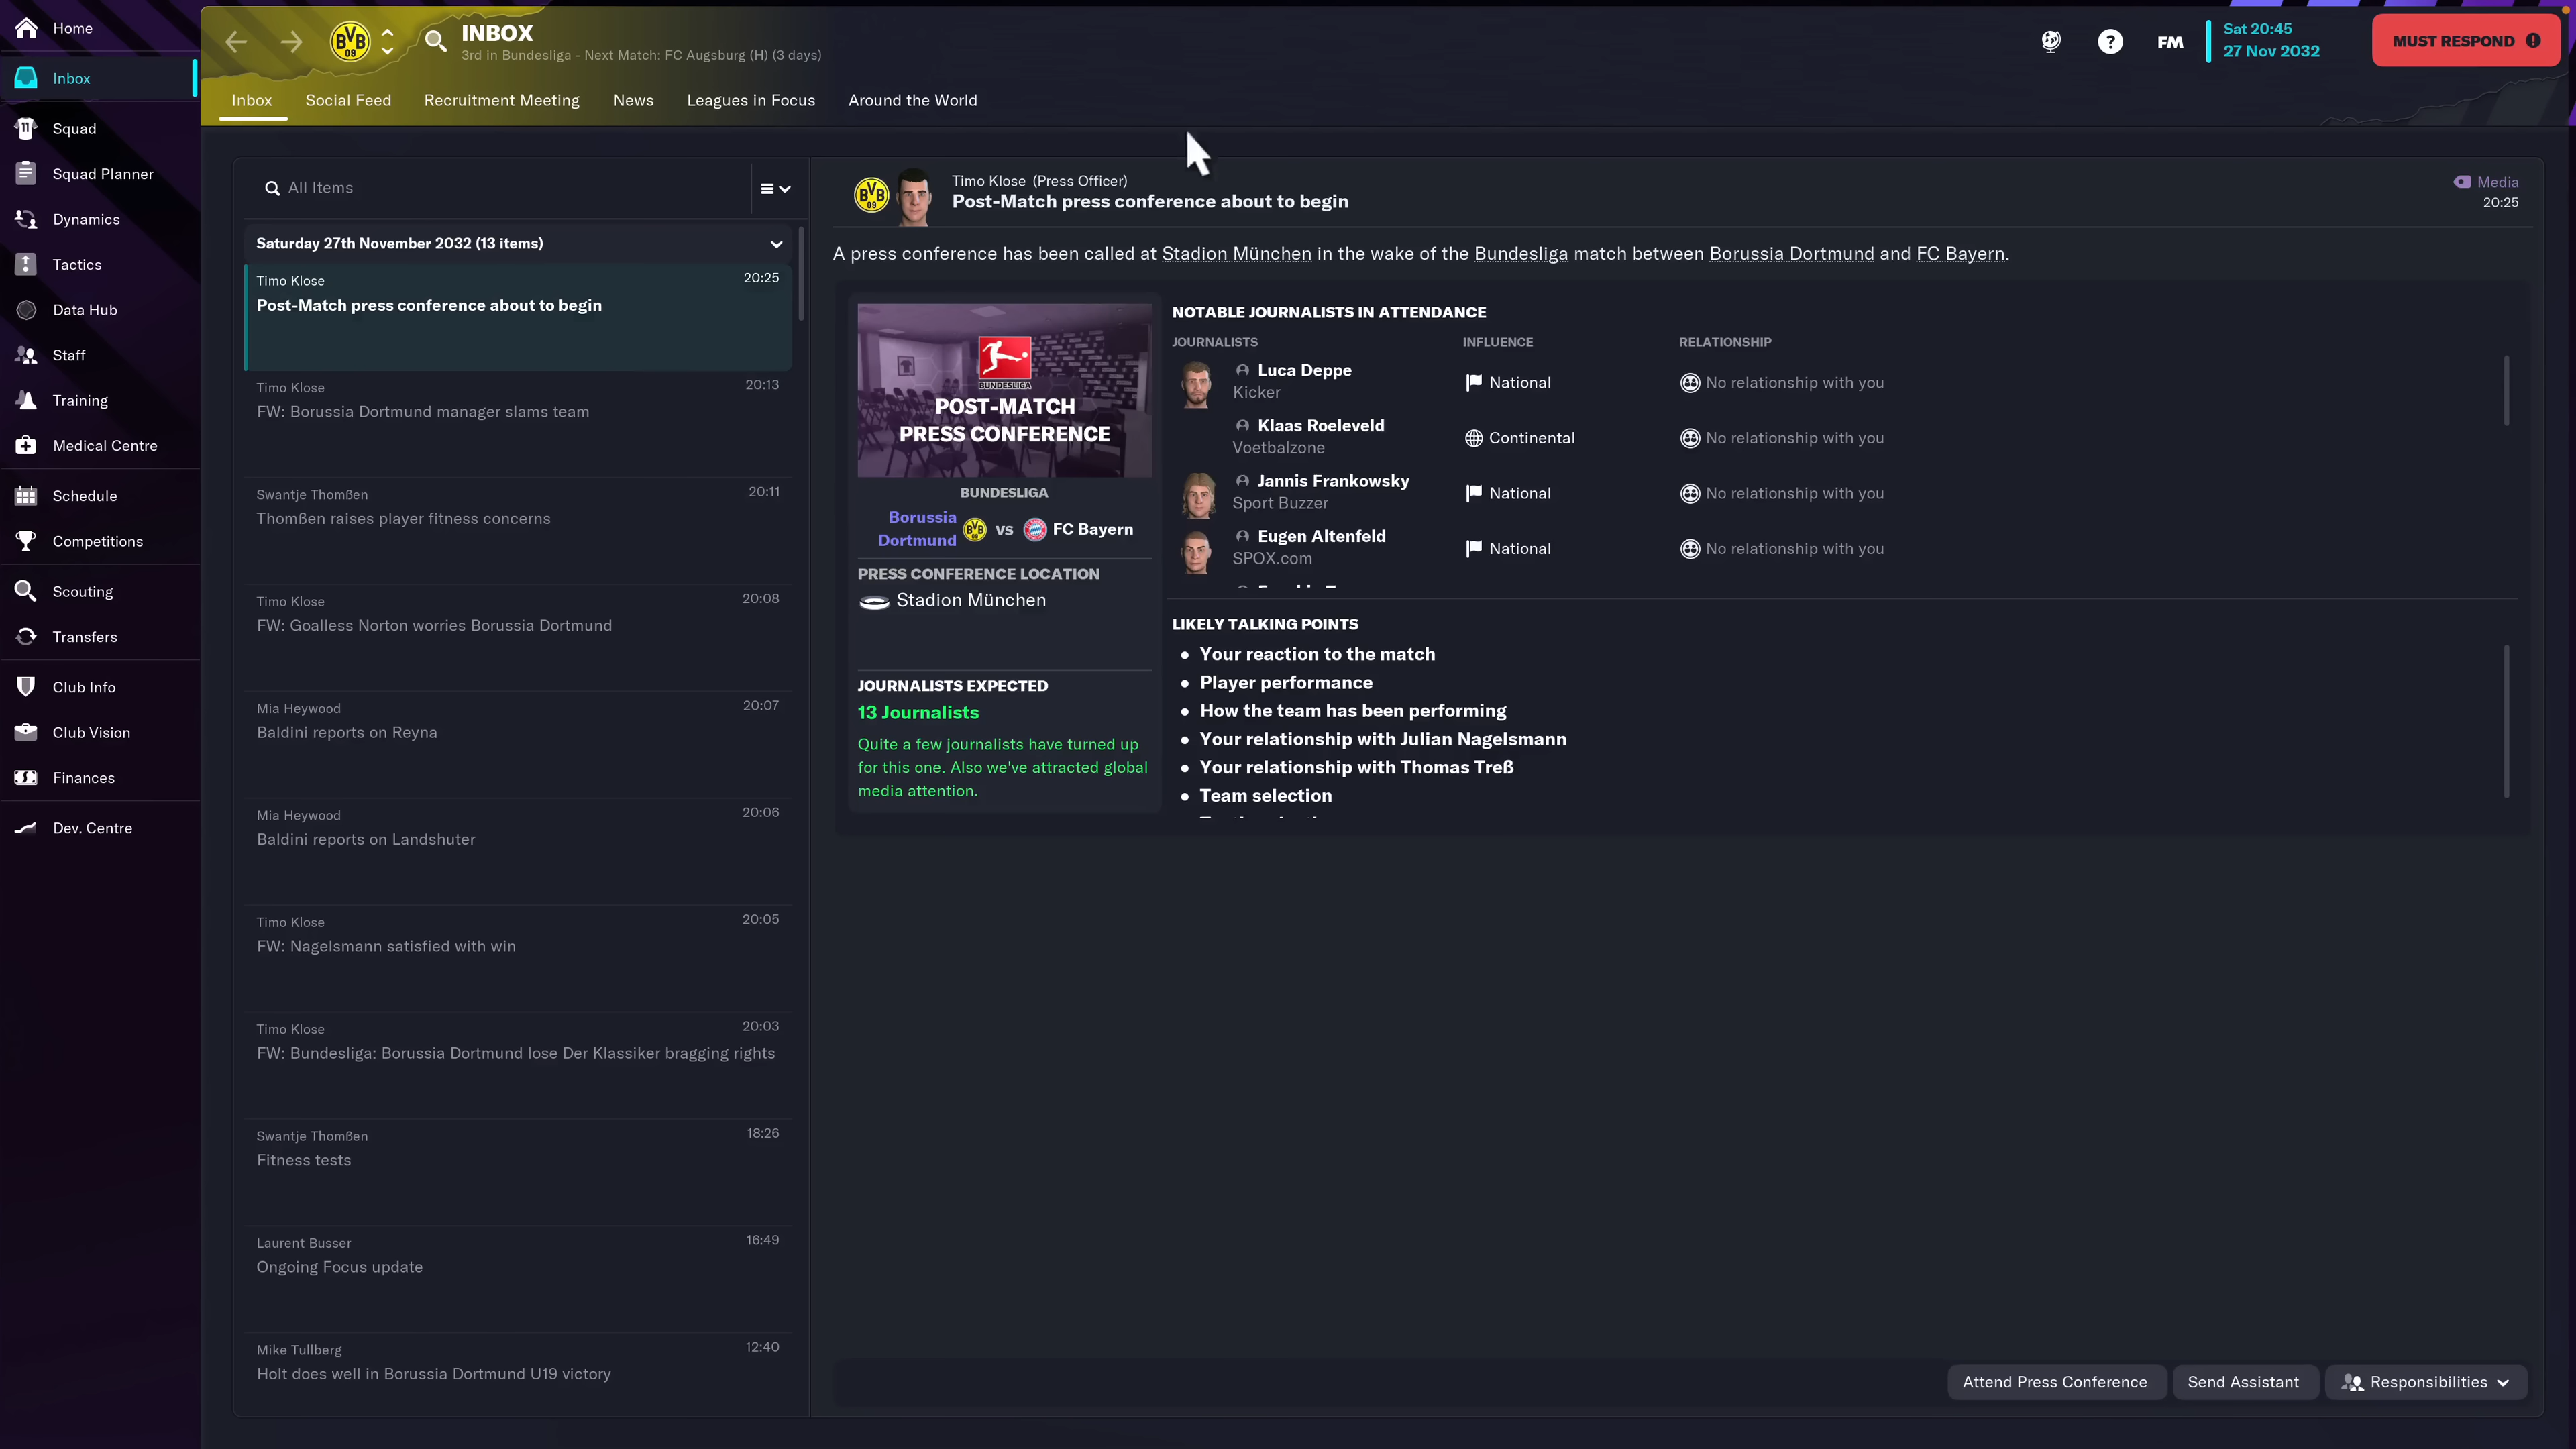 Home
Inbox
Squad
Squad Planner
Dynamics
Tactics
Data Hub
Staff
Training
Medical Centre
Schedule
Competitions
Scouting
Transfers
Club Info
Club Vision
Finances
Dev. Centre
BVB
09
INBOX
3rd in Bundesliga - Next Match: FC Augsburg (H) (3 days)
FM
Sat 20:45
27 Nov 2032
MUST RESPOND
Inbox
Social Feed
Recruitment Meeting
News
Leagues in Focus
Around the World
All Items
Saturday 27th November 2032 (13 items)
Timo Klose 20:25
Post-Match press conference about to begin
Timo Klose 20:13
FW: Borussia Dortmund manager slams team
Swantje Thomßen 20:11
Thomßen raises player fitness concerns
Timo Klose 20:08
FW: Goalless Norton worries Borussia Dortmund
Mia Heywood 20:07
Baldini reports on Reyna
Mia Heywood 20:06
Baldini reports on Landshuter
Timo Klose 20:05
FW: Nagelsmann satisfied with win
Timo Klose 20:03
FW: Bundesliga: Borussia Dortmund lose Der Klassiker bragging rights
Swantje Thomßen 18:26
Fitness tests
Laurent Busser 16:49
Ongoing Focus update
Mike Tullberg 12:40
Holt does well in Borussia Dortmund U19 victory
BVB
09
Timo Klose (Press Officer)
Post-Match press conference about to begin
Media
20:25
A press conference has been called at Stadion München in the wake of the Bundesliga match between Borussia Dortmund and FC Bayern.
BUNDESLIGA
POST-MATCH
PRESS CONFERENCE
BUNDESLIGA
Borussia
Dortmund
vs
FC Bayern
PRESS CONFERENCE LOCATION
Stadion München
JOURNALISTS EXPECTED
13 Journalists
Quite a few journalists have turned up
for this one. Also we've attracted global
media attention.
NOTABLE JOURNALISTS IN ATTENDANCE
JOURNALISTS INFLUENCE RELATIONSHIP
Luca Deppe
Kicker
National
No relationship with you
Klaas Roeleveld
Voetbalzone
Continental
No relationship with you
Jannis Frankowsky
Sport Buzzer
National
No relationship with you
Eugen Altenfeld
SPOX.com
National
No relationship with you
LIKELY TALKING POINTS
Your reaction to the match
Player performance
How the team has been performing
Your relationship with Julian Nagelsmann
Your relationship with Thomas Treß
Team selection
Attend Press Conference
Send Assistant
Responsibilities